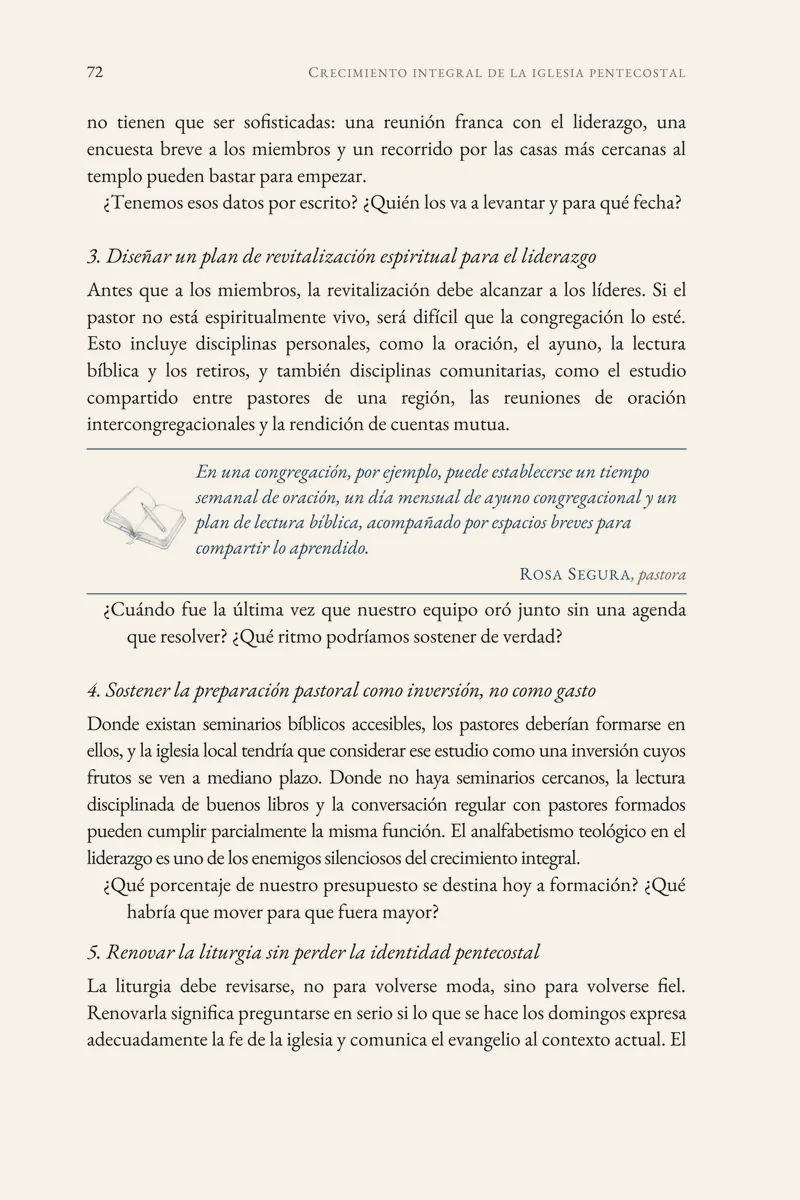 72
CRECIMIENTO INTEGRAL DE LA IGLESIA PENTECOSTAL
no tienen que ser sofisticadas: una reunión franca con el liderazgo, una
encuesta breve a los miembros y un recorrido por las casas más cercanas al
templo pueden bastar para empezar.
¿Tenemos esos datos por escrito? ¿Quién los va a levantar y para qué fecha?
3. Diseñar un plan de revitalización espiritual para el liderazgo
Antes que a los miembros, la revitalización debe alcanzar a los líderes. Si el
pastor no está espiritualmente vivo, será difícil que la congregación lo esté.
Esto incluye disciplinas personales, como la oración, el ayuno, la lectura
bíblica y los retiros, y también disciplinas comunitarias, como el estudio
compartido entre pastores de una región, las reuniones de oración
intercongregacionales y la rendición de cuentas mutua.
En una congregación, por ejemplo, puede establecerse un tiempo
semanal de oración, un día mensual de ayuno congregacional y un
plan de lectura bíblica, acompañado por espacios breves para
compartir lo aprendido.
ROSA SEGURA, pastora
¿Cuándo fue la última vez que nuestro equipo oró junto sin una agenda
que resolver? ¿Qué ritmo podríamos sostener de verdad?
4. Sostener la preparación pastoral como inversión, no como gasto
Donde existan seminarios bíblicos accesibles, los pastores deberían formarse en
ellos, y la iglesia local tendría que considerar ese estudio como una inversión cuyos
frutos se ven a mediano plazo. Donde no haya seminarios cercanos, la lectura
disciplinada de buenos libros y la conversación regular con pastores formados
pueden cumplir parcialmente la misma función. El analfabetismo teológico en el
liderazgo es uno de los enemigos silenciosos del crecimiento integral.
¿Qué porcentaje de nuestro presupuesto se destina hoy a formación? ¿Qué
habría que mover para que fuera mayor?
5. Renovar la liturgia sin perder la identidad pentecostal
La liturgia debe revisarse, no para volverse moda, sino para volverse fiel.
Renovarla significa preguntarse en serio si lo que se hace los domingos expresa
adecuadamente la fe de la iglesia y comunica el evangelio al contexto actual. El